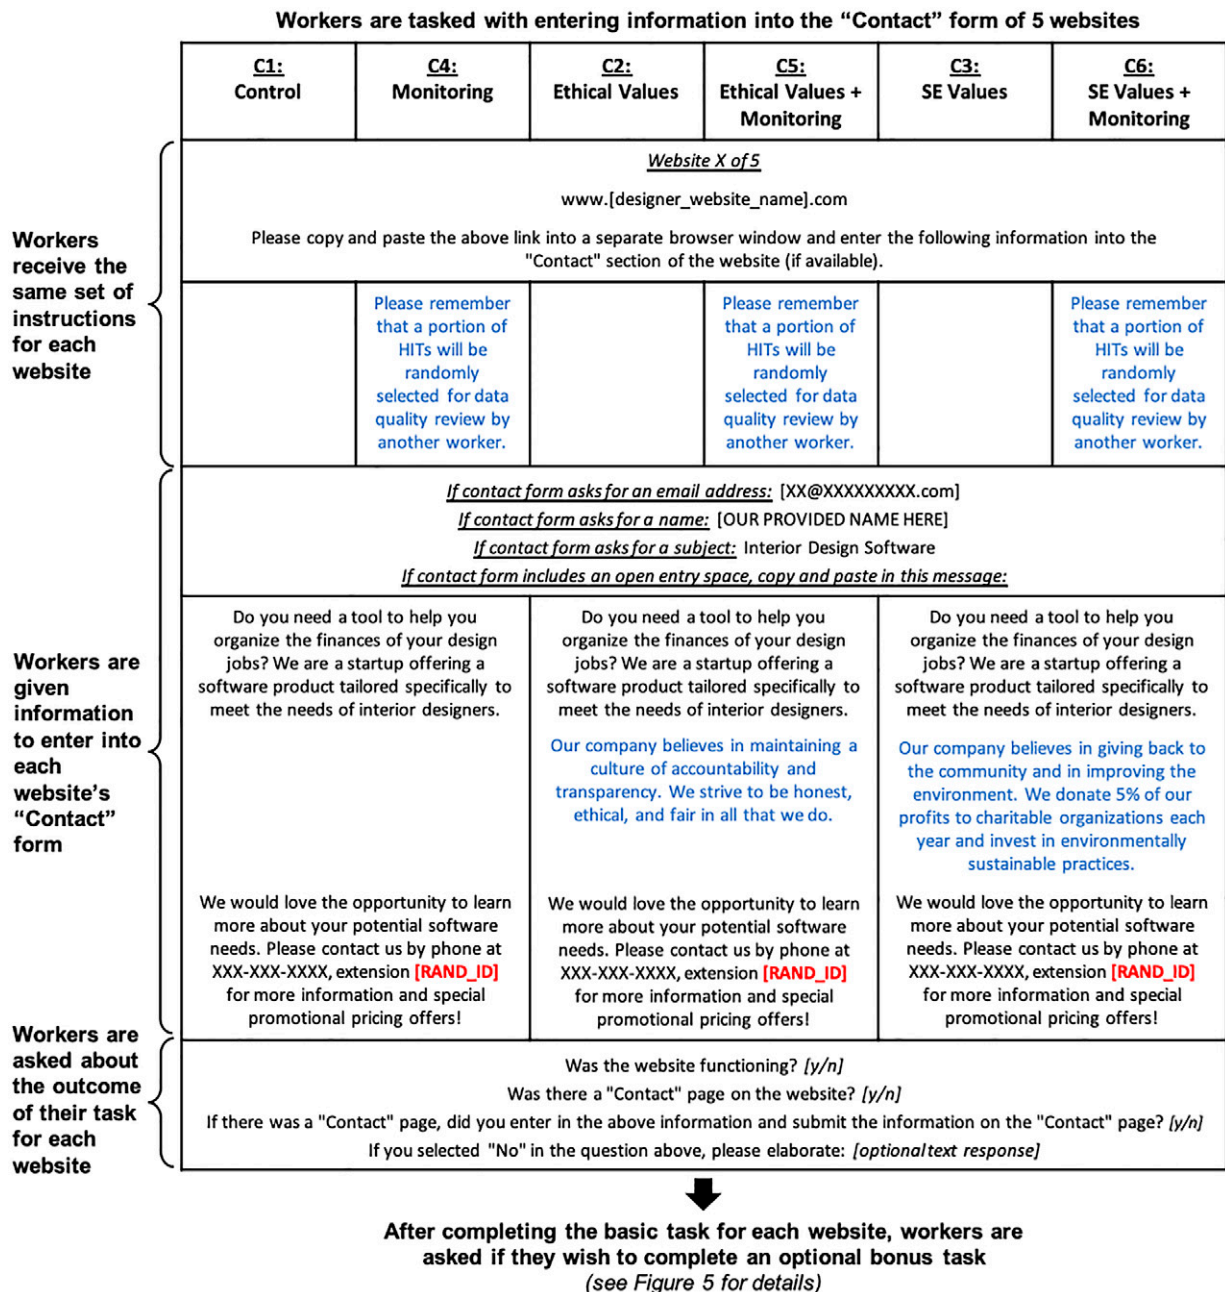 Workers are tasked with entering information into the “Contact” form of 5 websites
C1:
Control
C4:
Monitoring
C2:
Ethical Values
C5:
Ethical Values +
Monitoring
C3:
SE Values
C6:
SE Values +
Monitoring
Workers
receive the
same set of
instructions
for each
website
Website X of 5
www.[designer_website_name].com
Please copy and paste the above link into a separate browser window and enter the following information into the
"Contact" section of the website (if available).
Please remember
that a portion of
HITs will be
randomly
selected for data
quality review by
another worker.
Please remember
that a portion of
HITs will be
randomly
selected for data
quality review by
another worker.
Please remember
that a portion of
HITs will be
randomly
selected for data
quality review by
another worker.
Workers are
given
information
to enter into
each
website’s
“Contact”
form
If contact form asks for an email address: [XX@XXXXXXXXX.com]
If contact form asks for a name: [OUR PROVIDED NAME HERE]
If contact form asks for a subject: Interior Design Software
If contact form includes an open entry space, copy and paste in this message:
Do you need a tool to help you
organize the finances of your design
jobs? We are a startup offering a
software product tailored specifically to
meet the needs of interior designers.
We would love the opportunity to learn
more about your potential software
needs. Please contact us by phone at
XXX-XXX-XXXX, extension [RAND_ID]
for more information and special
promotional pricing offers!
Do you need a tool to help you
organize the finances of your design
jobs? We are a startup offering a
software product tailored specifically to
meet the needs of interior designers.
Our company believes in maintaining a
culture of accountability and
transparency. We strive to be honest,
ethical, and fair in all that we do.
We would love the opportunity to learn
more about your potential software
needs. Please contact us by phone at
XXX-XXX-XXXX, extension [RAND_ID]
for more information and special
promotional pricing offers!
Do you need a tool to help you
organize the finances of your design
jobs? We are a startup offering a
software product tailored specifically to
meet the needs of interior designers.
Our company believes in giving back to
the community and in improving the
environment. We donate 5% of our
profits to charitable organizations each
year and invest in environmentally
sustainable practices.
We would love the opportunity to learn
more about your potential software
needs. Please contact us by phone at
XXX-XXX-XXXX, extension [RAND_ID]
for more information and special
promotional pricing offers!
Workers are
asked about
the outcome
of their task
for each
website
Was the website functioning? [y/n]
Was there a "Contact" page on the website? [y/n]
If there was a "Contact" page, did you enter in the above information and submit the information on the "Contact" page? [y/n]
If you selected "No" in the question above, please elaborate: [optional text response]
After completing the basic task for each website, workers are
asked if they wish to complete an optional bonus task
(see Figure 5 for details)